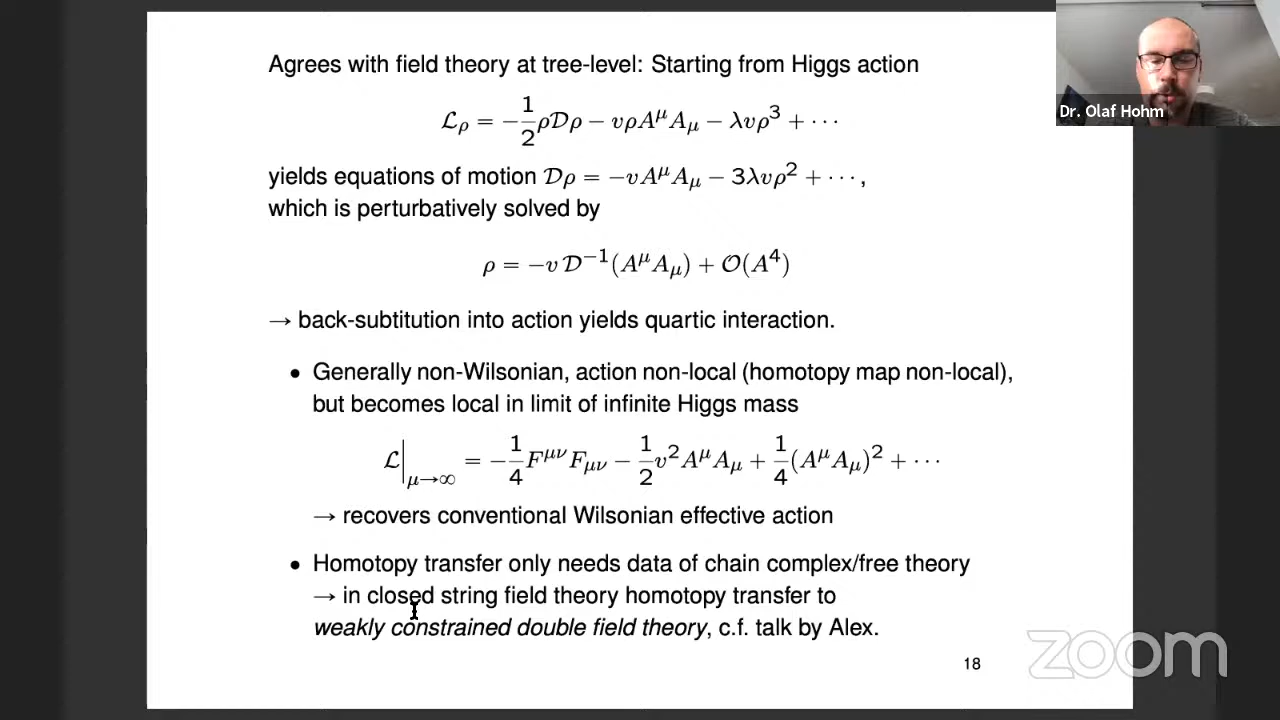 Agrees with field theory at tree-level: Starting from Higgs action
ℒ_ρ = −1/2 ρ𝒟ρ − vρA^μA_μ − λvρ^3 + ···
yields equations of motion 𝒟ρ = −vA^μA_μ − 3λvρ^2 + ···,
which is perturbatively solved by
ρ = −v𝒟^{−1}(A^μA_μ) + 𝒪(A^4)
→ back-subtitution into action yields quartic interaction.
• Generally non-Wilsonian, action non-local (homotopy map non-local),
but becomes local in limit of infinite Higgs mass
ℒ|_{μ→∞} = −1/4 F^{μν}F_{μν} − 1/2 v^2A^μA_μ + 1/4 (A^μA_μ)^2 + ···
→ recovers conventional Wilsonian effective action
• Homotopy transfer only needs data of chain complex/free theory
→ in closed string field theory homotopy transfer to
weakly constrained double field theory, c.f. talk by Alex.
18
Dr. Olaf Hohm
zoom